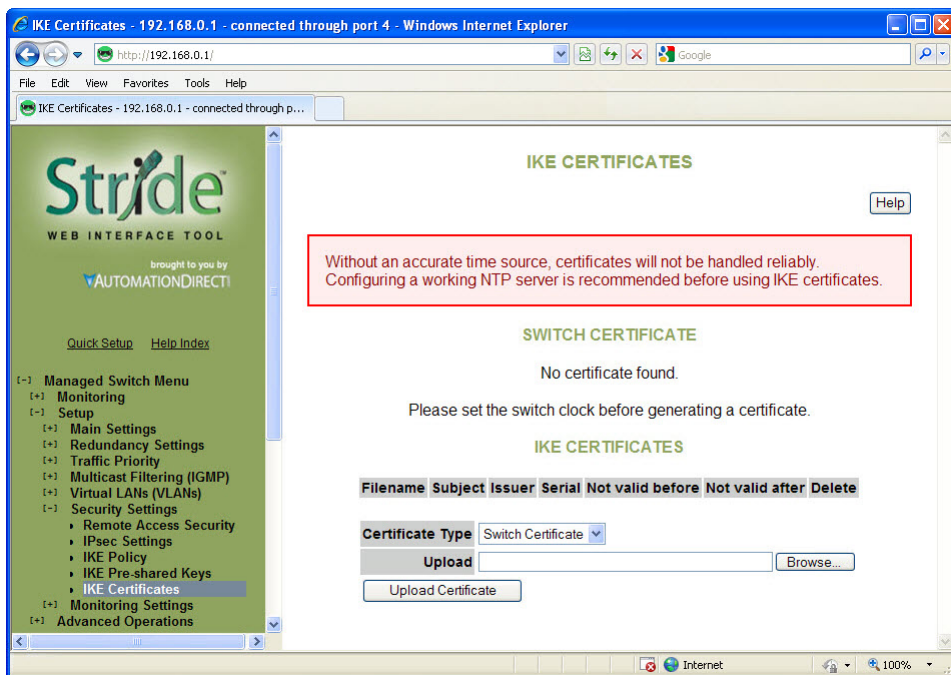 IKE Certificates - 192.168.0.1 - connected through port 4 - Windows Internet Explorer
http://192.168.0.1/
Google
File Edit View Favorites Tools Help
IKE Certificates - 192.168.0.1 - connected through p...
Stride™
WEB INTERFACE TOOL
brought to you by
AUTOMATIONDIRECT
Quick Setup Help Index
[-] Managed Switch Menu
[+] Monitoring
[-] Setup
[+] Main Settings
[+] Redundancy Settings
[+] Traffic Priority
[+] Multicast Filtering (IGMP)
[+] Virtual LANs (VLANs)
[-] Security Settings
Remote Access Security
IPsec Settings
IKE Policy
IKE Pre-shared Keys
IKE Certificates
[+] Monitoring Settings
[+] Advanced Operations
IKE CERTIFICATES
Help
Without an accurate time source, certificates will not be handled reliably.
Configuring a working NTP server is recommended before using IKE certificates.
SWITCH CERTIFICATE
No certificate found.
Please set the switch clock before generating a certificate.
IKE CERTIFICATES
Filename Subject Issuer Serial Not valid before Not valid after Delete
Certificate Type Switch Certificate
Upload Browse...
Upload Certificate
Internet 100%